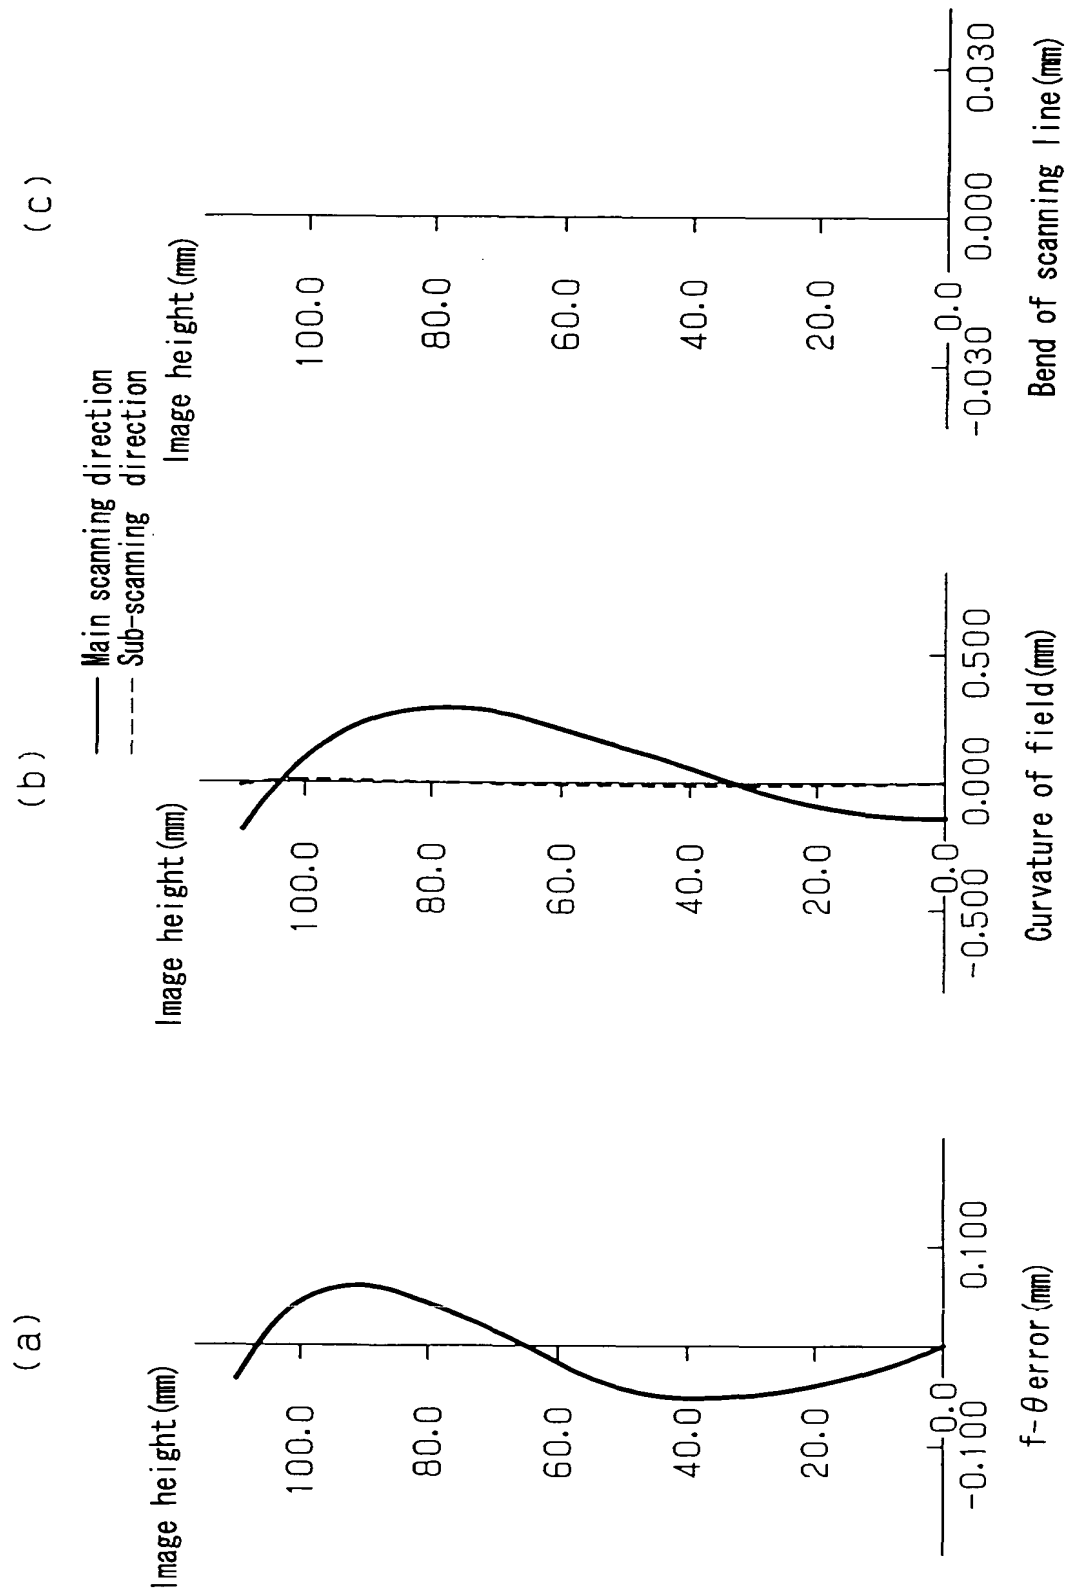 (a)
Image height(mm)
100.0
80.0
60.0
40.0
20.0
0.0
-0.100
0.100
f-θ error(mm)
(b)
Main scanning direction
Sub-scanning direction
Image height(mm)
100.0
80.0
60.0
40.0
20.0
0.0
-0.500
0.000
0.500
Curvature of field(mm)
(c)
Image height(mm)
100.0
80.0
60.0
40.0
20.0
0.0
-0.030
0.000
0.030
Bend of scanning line(mm)